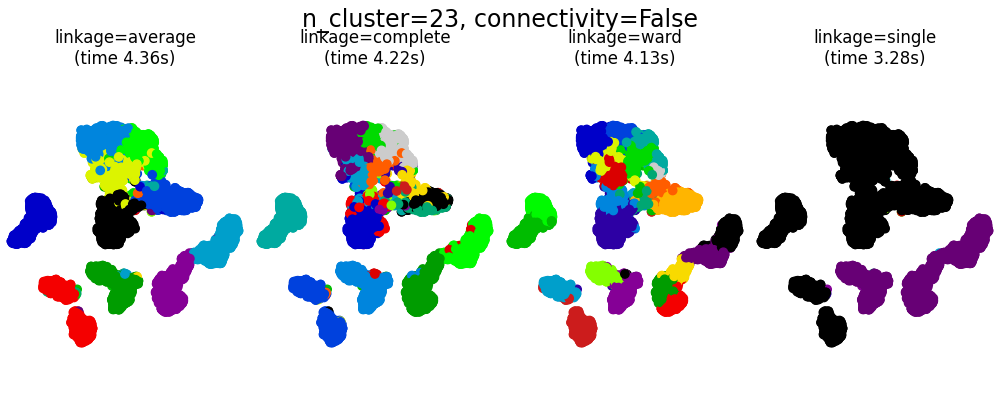 n_cluster=23, connectivity=False
linkage=average
(time 4.36s)
linkage=complete
(time 4.22s)
linkage=ward
(time 4.13s)
linkage=single
(time 3.28s)